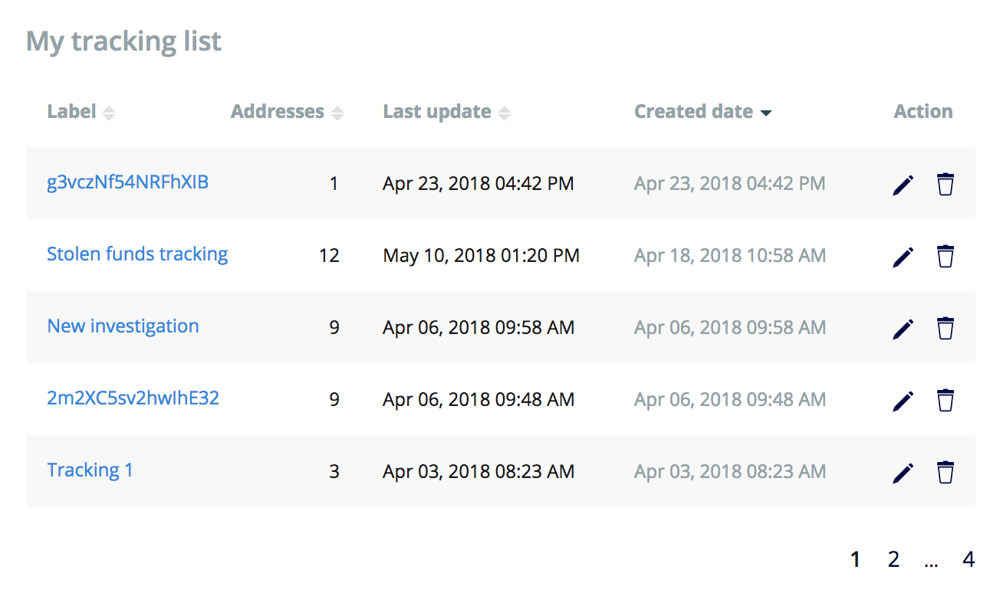 My tracking list
Label Addresses Last update Created date Action
g3vczNf54NRFhXIB 1 Apr 23, 2018 04:42 PM Apr 23, 2018 04:42 PM
Stolen funds tracking 12 May 10, 2018 01:20 PM Apr 18, 2018 10:58 AM
New investigation 9 Apr 06, 2018 09:58 AM Apr 06, 2018 09:58 AM
2m2XC5sv2hwIhE32 9 Apr 06, 2018 09:48 AM Apr 06, 2018 09:48 AM
Tracking 1 3 Apr 03, 2018 08:23 AM Apr 03, 2018 08:23 AM
1 2 ... 4